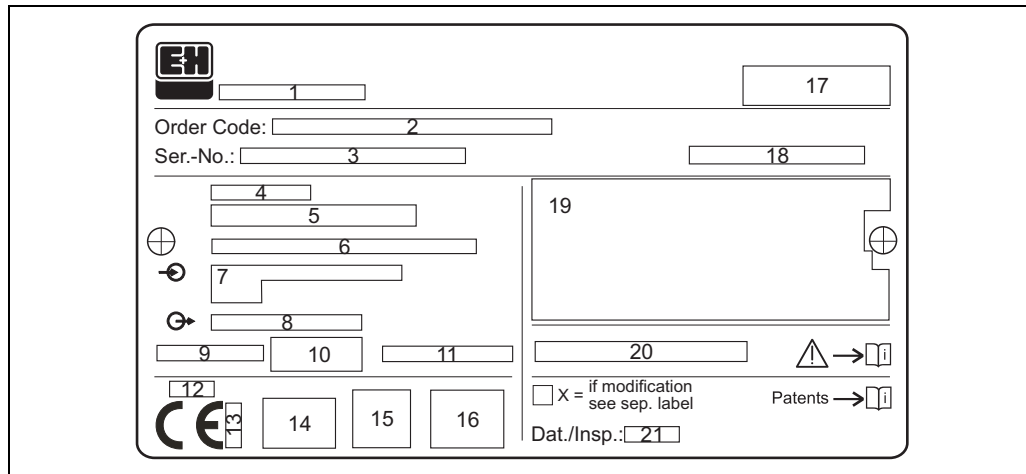 E+H
1
17
Order Code: 2
Ser.-No.: 3
18
4
5
6
7
8
9
10
11
12
13
14
15
16
19
20
i
X = if modification
see sep. label
Patents
i
Dat./Insp.: 21
CE